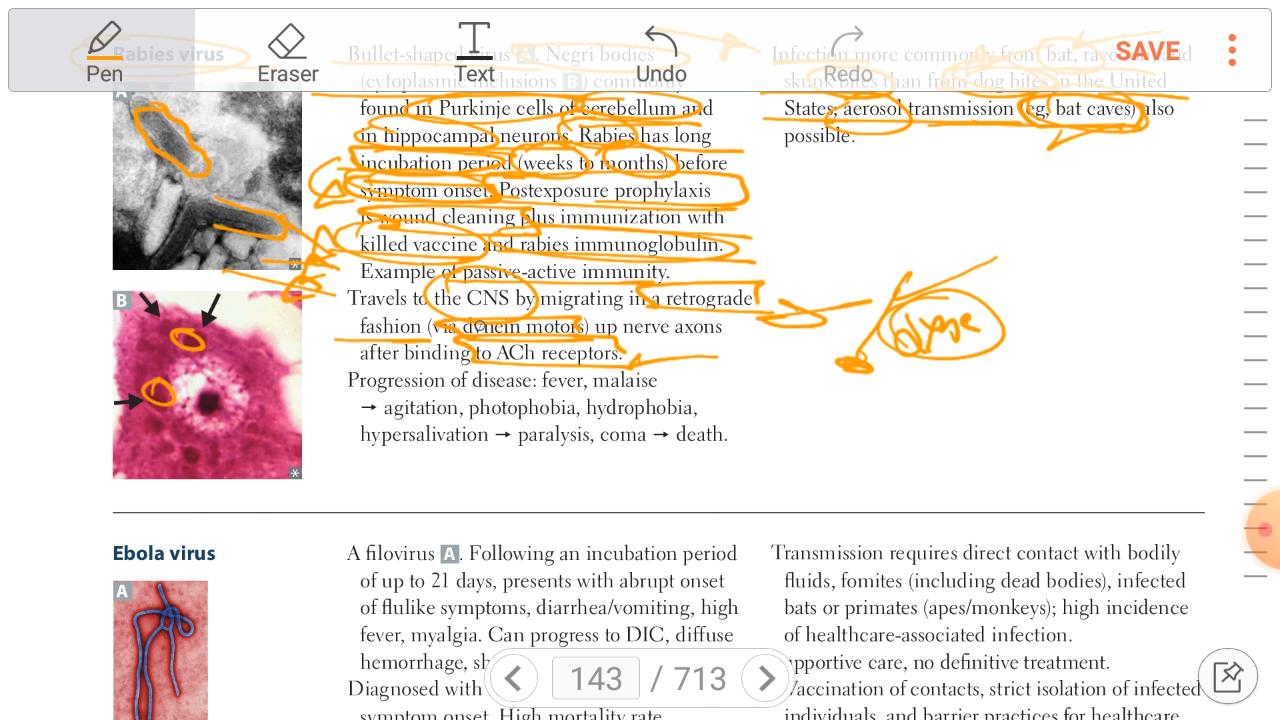 Pen
Eraser
Text
Undo
Redo
SAVE
Rabies virus
A
B
Bullet-shaped virus A. Negri bodies
(cytoplasmic inclusions B) commonly
found in Purkinje cells of cerebellum and
in hippocampal neurons. Rabies has long
incubation period (weeks to months) before
symptom onset. Postexposure prophylaxis
is wound cleaning plus immunization with
killed vaccine and rabies immunoglobulin.
Example of passive-active immunity.
Travels to the CNS by migrating in a retrograde
fashion (via dynein motors) up nerve axons
after binding to ACh receptors.
Progression of disease: fever, malaise
→ agitation, photophobia, hydrophobia,
hypersalivation → paralysis, coma → death.
Infection more commonly from bat, raccoon, and
skunk bites than from dog bites in the United
States; aerosol transmission (eg, bat caves) also
possible.
Ebola virus
A
A filovirus A. Following an incubation period
of up to 21 days, presents with abrupt onset
of flulike symptoms, diarrhea/vomiting, high
fever, myalgia. Can progress to DIC, diffuse
hemorrhage,
Diagnosed with
symptom onset. High mortality rate.
Transmission requires direct contact with bodily
fluids, fomites (including dead bodies), infected
bats or primates (apes/monkeys); high incidence
of healthcare-associated infection.
upportive care, no definitive treatment.
Vaccination of contacts, strict isolation of infected
individuals, and barrier practices for healthcare
143 / 713